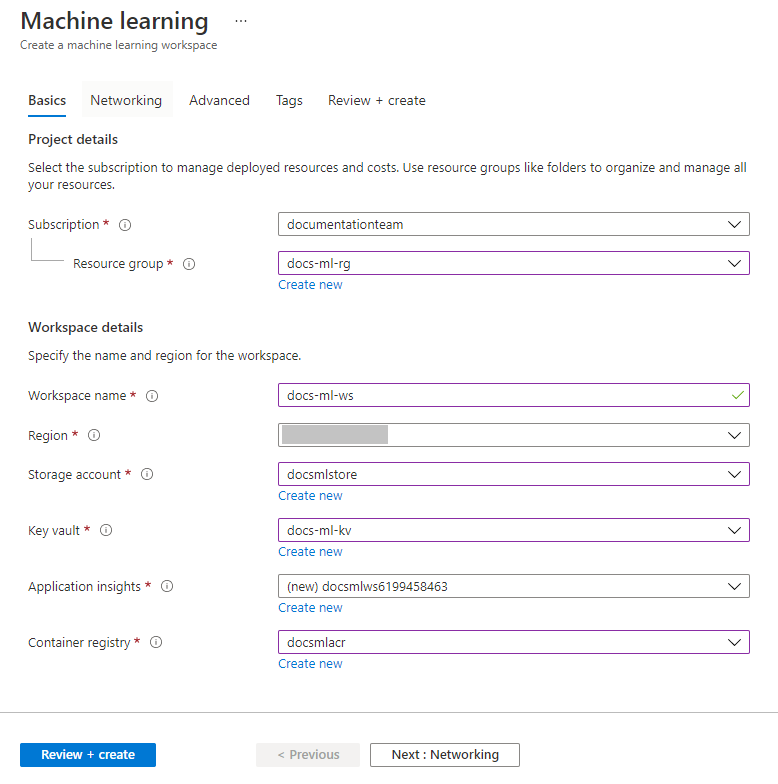 Machine learning ...
Create a machine learning workspace
Basics Networking Advanced Tags Review + create
Project details
Select the subscription to manage deployed resources and costs. Use resource groups like folders to organize and manage all
your resources.
Subscription * documentationteam
Resource group * docs-ml-rg
Create new
Workspace details
Specify the name and region for the workspace.
Workspace name * docs-ml-ws
Region *
Storage account * docsmlstore
Create new
Key vault * docs-ml-kv
Create new
Application insights * (new) docsmlws6199458463
Create new
Container registry * docsmlacr
Create new
Review + create < Previous Next : Networking